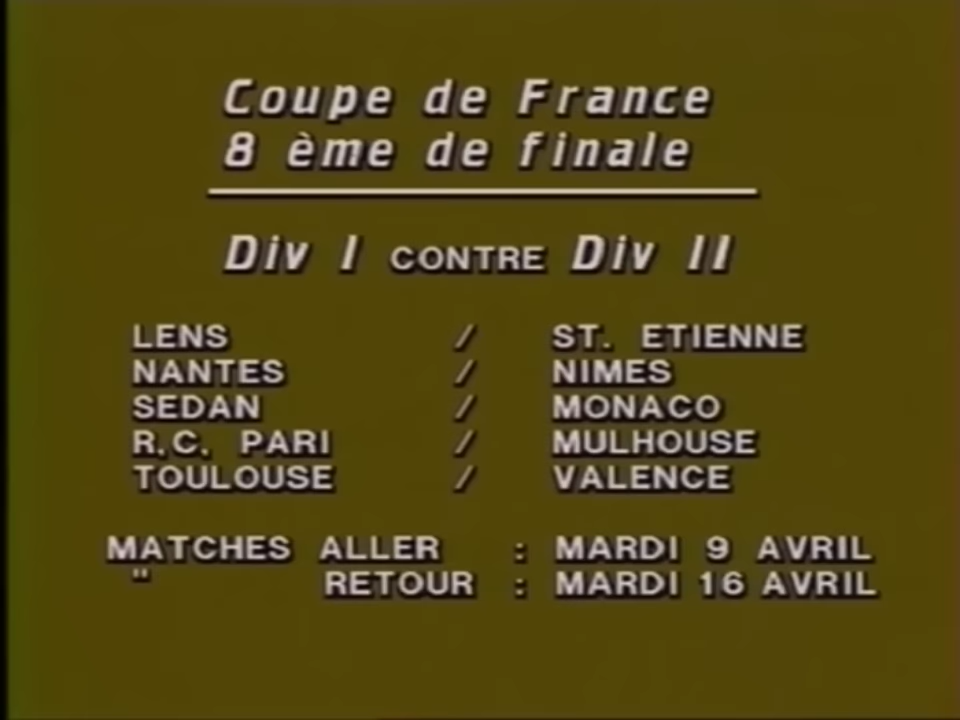 Coupe de France
8 ème de finale
Div I CONTRE Div II
LENS / ST. ETIENNE
NANTES / NIMES
SEDAN / MONACO
R.C. PARI / MULHOUSE
TOULOUSE / VALENCE
MATCHES ALLER : MARDI 9 AVRIL
" RETOUR : MARDI 16 AVRIL